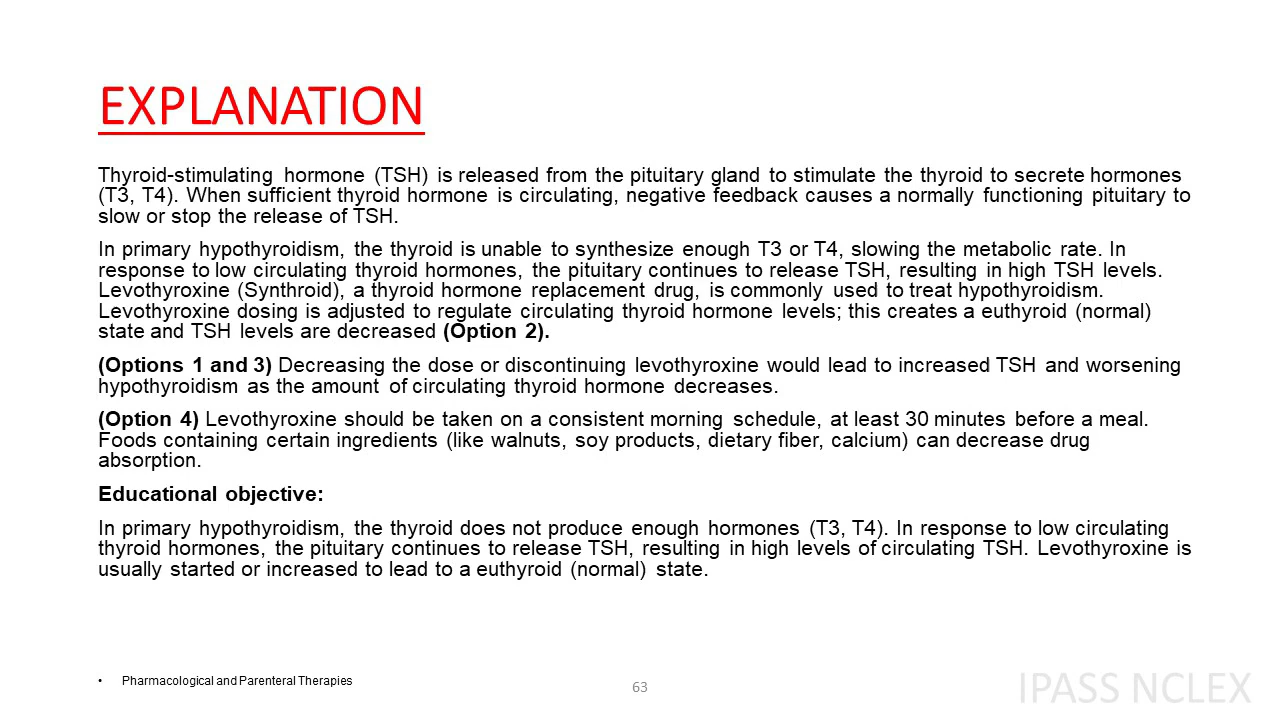 EXPLANATION
Thyroid-stimulating hormone (TSH) is released from the pituitary gland to stimulate the thyroid to secrete hormones
(T3, T4). When sufficient thyroid hormone is circulating, negative feedback causes a normally functioning pituitary to
slow or stop the release of TSH.
In primary hypothyroidism, the thyroid is unable to synthesize enough T3 or T4, slowing the metabolic rate. In
response to low circulating thyroid hormones, the pituitary continues to release TSH, resulting in high TSH levels.
Levothyroxine (Synthroid), a thyroid hormone replacement drug, is commonly used to treat hypothyroidism.
Levothyroxine dosing is adjusted to regulate circulating thyroid hormone levels; this creates a euthyroid (normal)
state and TSH levels are decreased (Option 2).
(Options 1 and 3) Decreasing the dose or discontinuing levothyroxine would lead to increased TSH and worsening
hypothyroidism as the amount of circulating thyroid hormone decreases.
(Option 4) Levothyroxine should be taken on a consistent morning schedule, at least 30 minutes before a meal.
Foods containing certain ingredients (like walnuts, soy products, dietary fiber, calcium) can decrease drug
absorption.
Educational objective:
In primary hypothyroidism, the thyroid does not produce enough hormones (T3, T4). In response to low circulating
thyroid hormones, the pituitary continues to release TSH, resulting in high levels of circulating TSH. Levothyroxine is
usually started or increased to lead to a euthyroid (normal) state.
• Pharmacological and Parenteral Therapies
63
IPASS NCLEX